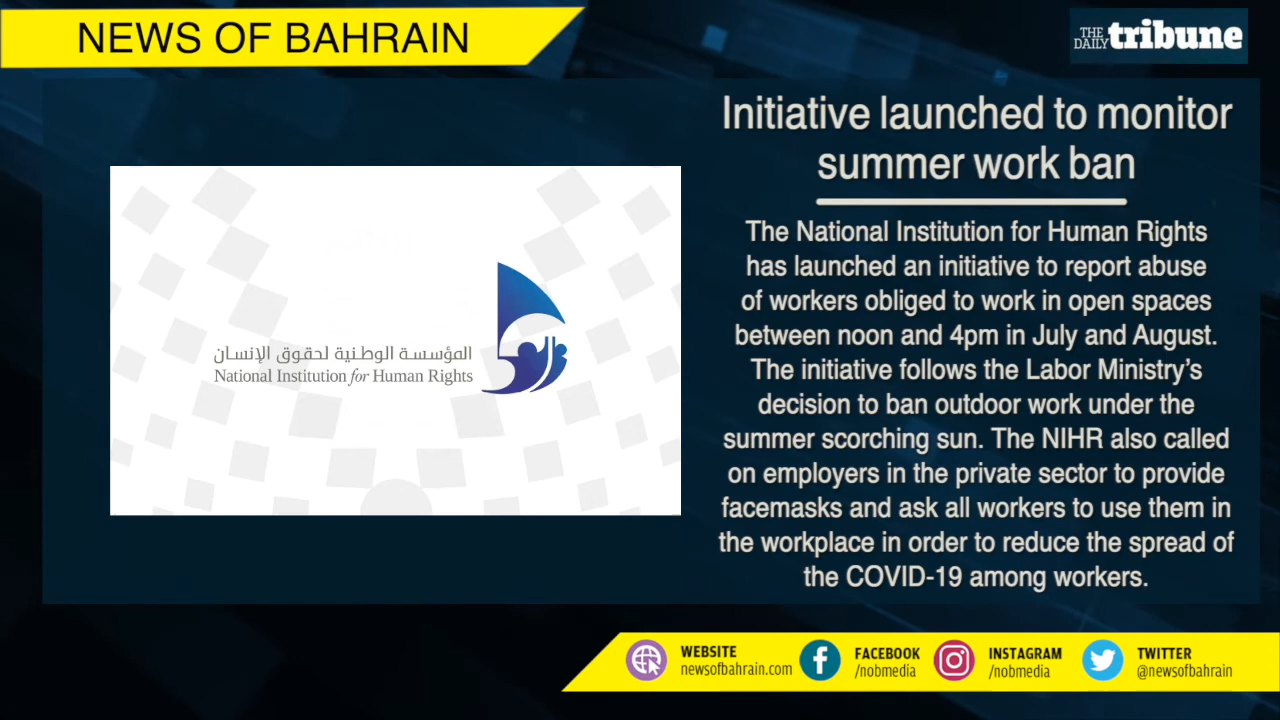 NEWS OF BAHRAIN
THE DAILY tribune
Initiative launched to monitor
summer work ban
المؤسسة الوطنية لحقوق الإنسان
National Institution for Human Rights
The National Institution for Human Rights
has launched an initiative to report abuse
of workers obliged to work in open spaces
between noon and 4pm in July and August.
The initiative follows the Labor Ministry's
decision to ban outdoor work under the
summer scorching sun. The NIHR also called
on employers in the private sector to provide
facemasks and ask all workers to use them in
the workplace in order to reduce the spread of
the COVID-19 among workers.
WEBSITE
newsofbahrain.com
FACEBOOK
/nobmedia
INSTAGRAM
/nobmedia
TWITTER
@newsofbahrain